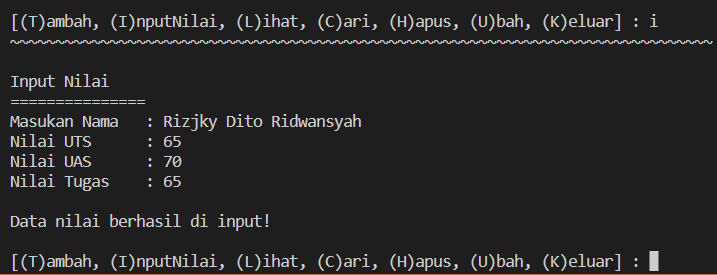 [(T)ambah, (I)nputNilai, (L)ihat, (C)ari, (H)apus, (U)bah, (K)eluar] : i
~~~~~~~~~~~~~~~~~~~~~~~~~~~~~~~~~~~~~~~~~~~~~~~~~~~~~~~~~~~~~~~~~~~~~~~~~~~~~~
Input Nilai
===============
Masukan Nama   : Rizjky Dito Ridwansyah
Nilai UTS      : 65
Nilai UAS      : 70
Nilai Tugas    : 65
Data nilai berhasil di input!
[(T)ambah, (I)nputNilai, (L)ihat, (C)ari, (H)apus, (U)bah, (K)eluar] :